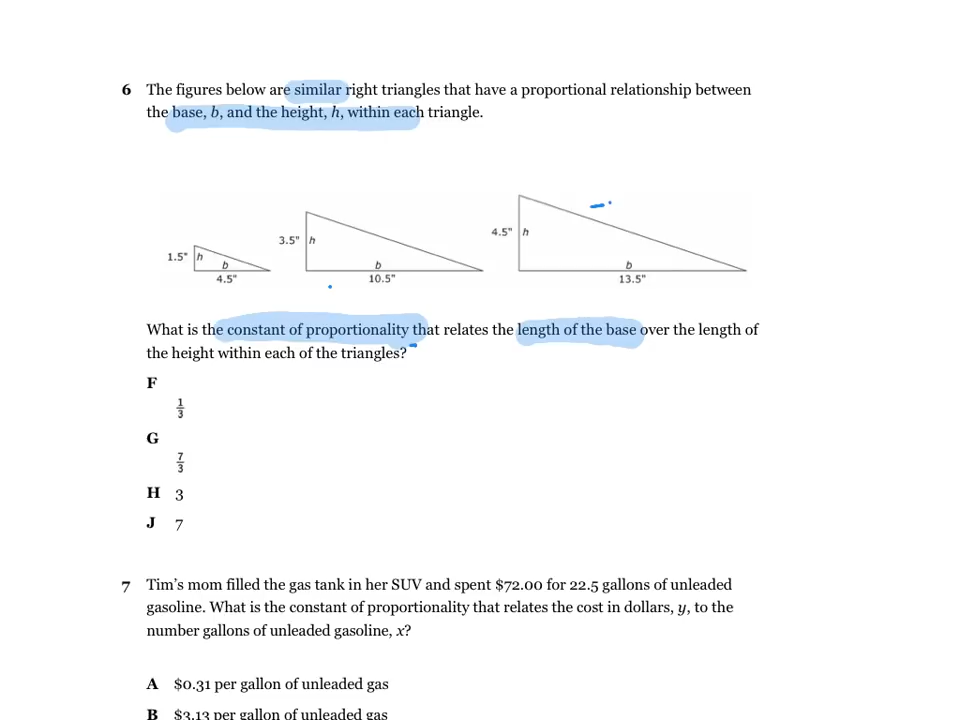 6 The figures below are similar right triangles that have a proportional relationship between
the base, b, and the height, h, within each triangle.
1.5" h b 4.5"
3.5" h b 10.5"
4.5" h b 13.5"
What is the constant of proportionality that relates the length of the base over the length of
the height within each of the triangles?
F
1/3
G
7/3
H 3
J 7
7 Tim's mom filled the gas tank in her SUV and spent $72.00 for 22.5 gallons of unleaded
gasoline. What is the constant of proportionality that relates the cost in dollars, y, to the
number gallons of unleaded gasoline, x?
A $0.31 per gallon of unleaded gas
B $3.13 per gallon of unleaded gas